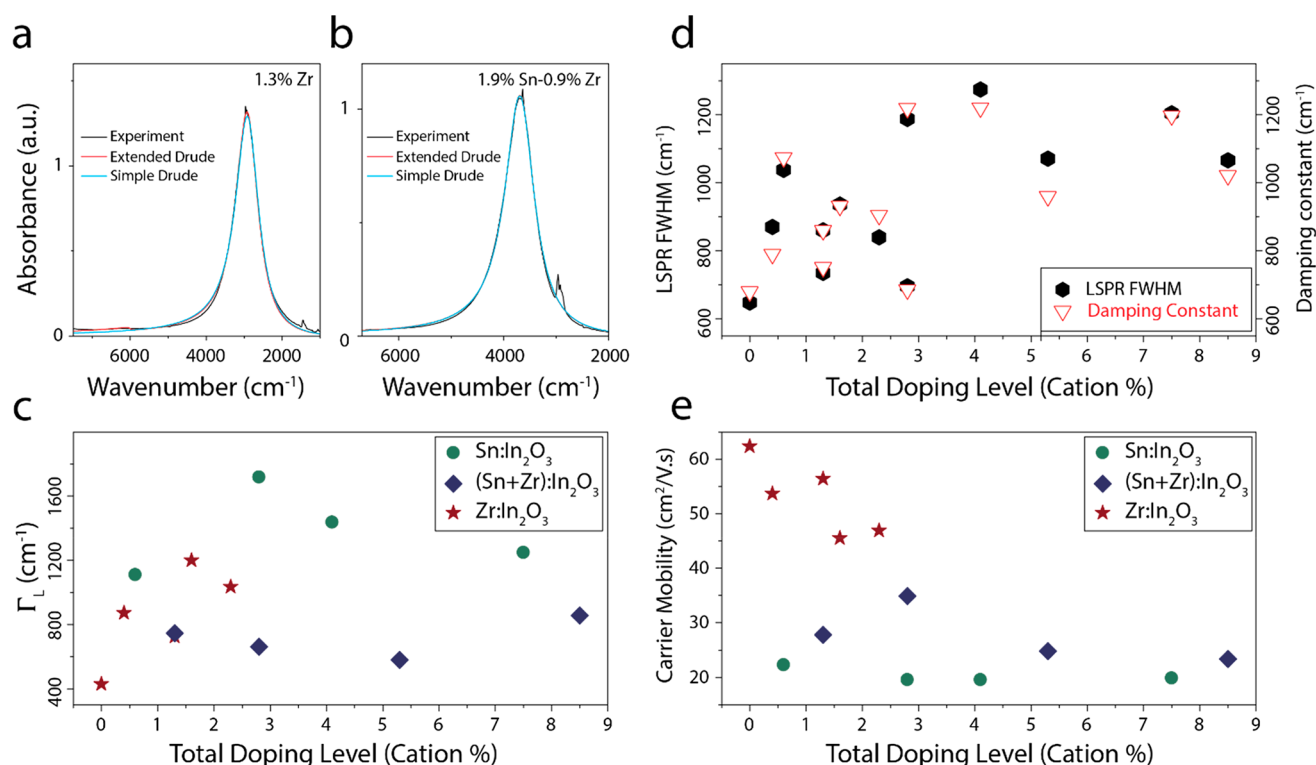 a
1.3% Zr
Experiment
Extended Drude
Simple Drude
Absorbance (a.u.)
1
0
6000 4000 2000
Wavenumber (cm⁻¹)
b
1.9% Sn-0.9% Zr
Experiment
Extended Drude
Simple Drude
1
0
6000 4000 2000
Wavenumber (cm⁻¹)
d
LSPR FWHM (cm⁻¹)
1200
1000
800
600
LSPR FWHM
Damping Constant
1200
1000
800
600
Damping constant (cm⁻¹)
0 1 2 3 4 5 6 7 8 9
Total Doping Level (Cation %)
c
ΓL (cm⁻¹)
1600
1200
800
400
Sn:In₂O₃
(Sn+Zr):In₂O₃
Zr:In₂O₃
0 1 2 3 4 5 6 7 8 9
Total Doping Level (Cation %)
e
Carrier Mobility (cm²/V.s)
60
50
40
30
20
Sn:In₂O₃
(Sn+Zr):In₂O₃
Zr:In₂O₃
0 1 2 3 4 5 6 7 8 9
Total Doping Level (Cation %)